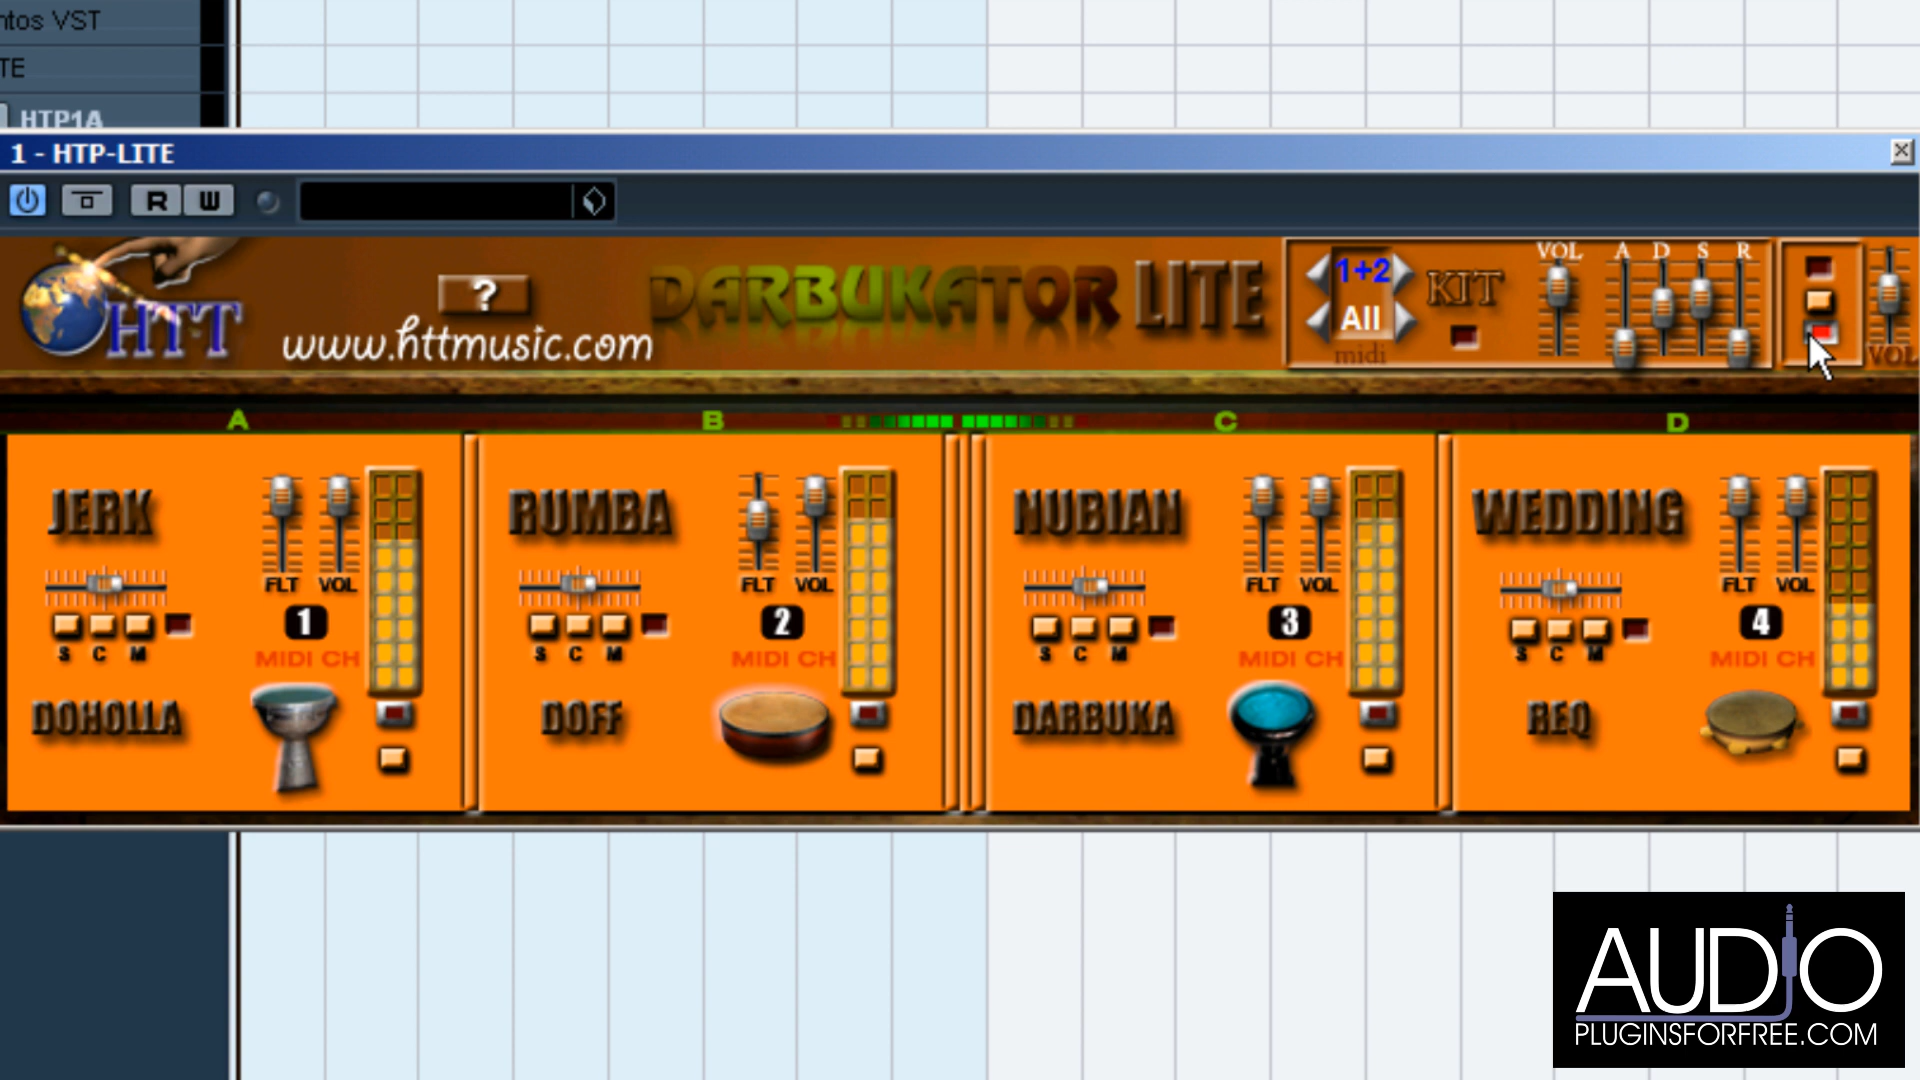 ntos VST
TE
HTP1A
1 - HTP-LITE
R W
HTT
?
www.httmusic.com
DARBUKATOR LITE
1+2
All
midi
KIT
VOL A D S R
VOL
A B C D
JERK
FLT VOL
1
S C M
MIDI CH
DOHOLLA
RUMBA
FLT VOL
2
S C M
MIDI CH
DOFF
NUBIAN
FLT VOL
3
S C M
MIDI CH
DARBUKA
WEDDING
FLT VOL
4
S C M
MIDI CH
REQ
AUDIO
PLUGINSFORFREE.COM